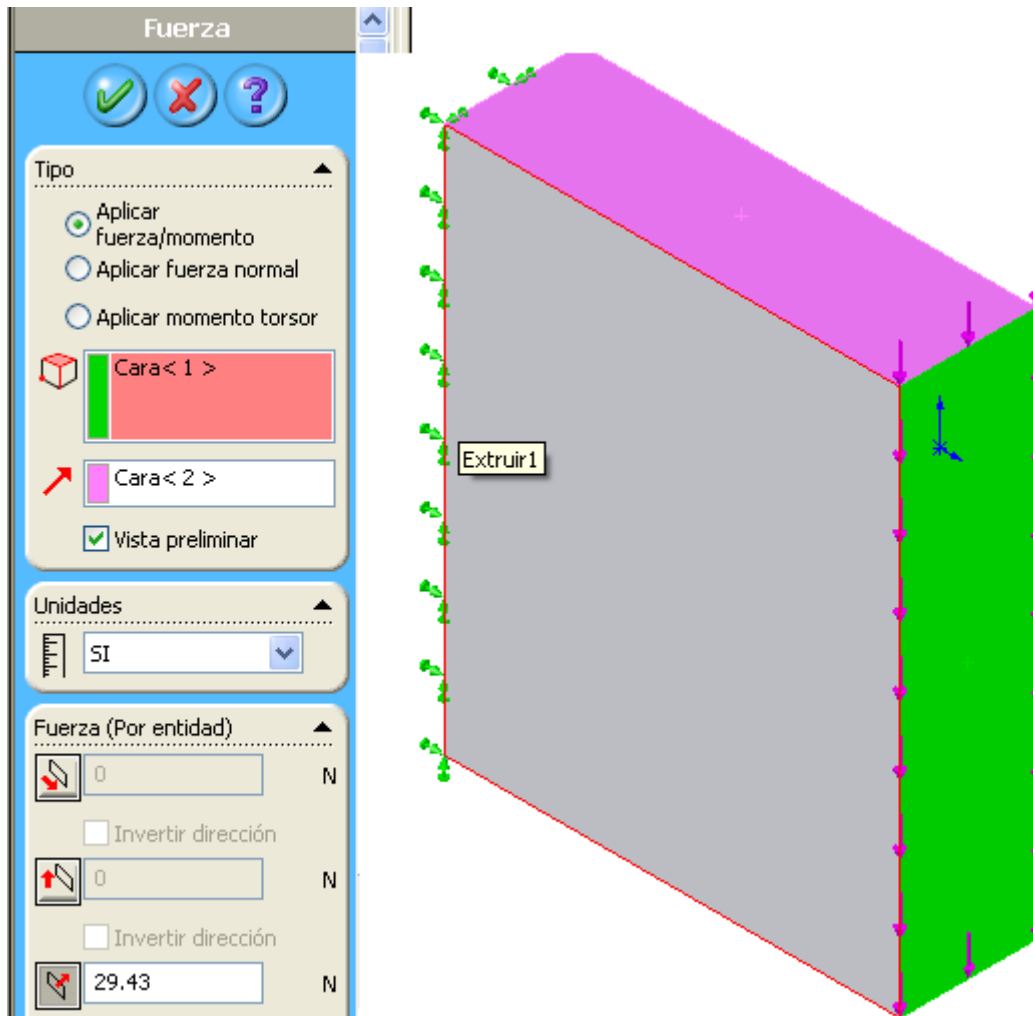 Fuerza
?
Tipo
Aplicar
fuerza/momento
Aplicar fuerza normal
Aplicar momento torsor
Cara< 1 >
Cara< 2 >
Vista preliminar
Unidades
SI
Fuerza (Por entidad)
0 N
Invertir dirección
0 N
Invertir dirección
29.43 N
Extruir1